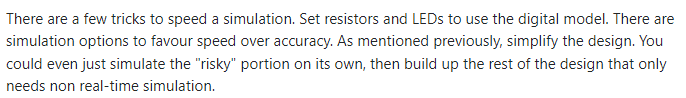 There are a few tricks to speed a simulation. Set resistors and LEDs to use the digital model. There are
simulation options to favour speed over accuracy. As mentioned previously, simplify the design. You
could even just simulate the "risky" portion on its own, then build up the rest of the design that only
needs non real-time simulation.